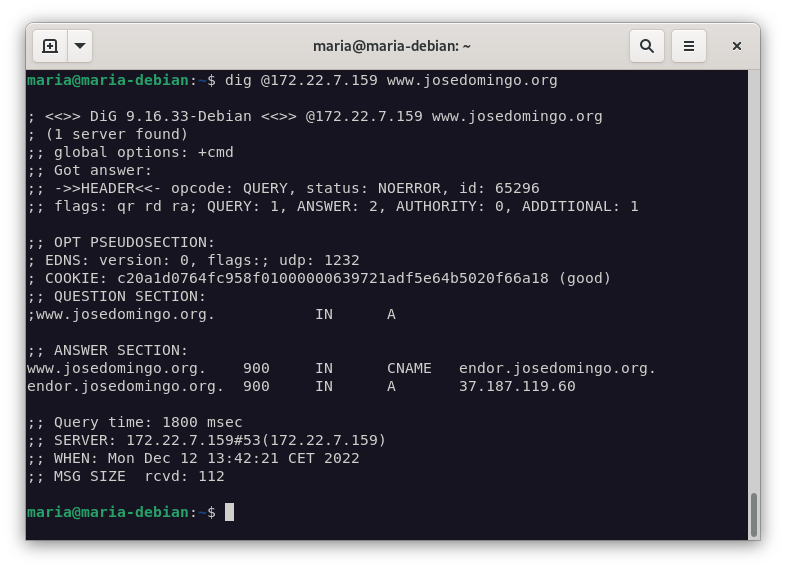 maria@maria-debian: ~
maria@maria-debian:~$ dig @172.22.7.159 www.josedomingo.org
; <<>> DiG 9.16.33-Debian <<>> @172.22.7.159 www.josedomingo.org
; (1 server found)
;; global options: +cmd
;; Got answer:
;; ->>HEADER<<- opcode: QUERY, status: NOERROR, id: 65296
;; flags: qr rd ra; QUERY: 1, ANSWER: 2, AUTHORITY: 0, ADDITIONAL: 1
;; OPT PSEUDOSECTION:
; EDNS: version: 0, flags:; udp: 1232
; COOKIE: c20a1d0764fc958f01000000639721adf5e64b5020f66a18 (good)
;; QUESTION SECTION:
;www.josedomingo.org.		IN	A
;; ANSWER SECTION:
www.josedomingo.org.	900	IN	CNAME	endor.josedomingo.org.
endor.josedomingo.org.	900	IN	A	37.187.119.60
;; Query time: 1800 msec
;; SERVER: 172.22.7.159#53(172.22.7.159)
;; WHEN: Mon Dec 12 13:42:21 CET 2022
;; MSG SIZE  rcvd: 112
maria@maria-debian:~$